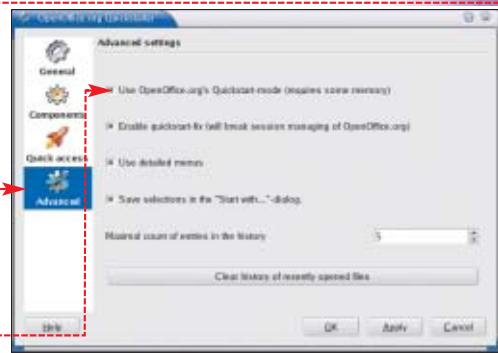 OpenOffice.org Quickstarter
Advanced settings
General
Components
Quick access
Advanced
Use OpenOffice.org's Quickstart-mode (requires some memory)
Enable quickstart-fix (will break session managing of OpenOffice.org)
Use detailed menus
Save selections in the "Start with..."-dialog.
Maximal count of entries in the history
5
Clear history of recently opened files
Help
OK
Apply
Cancel